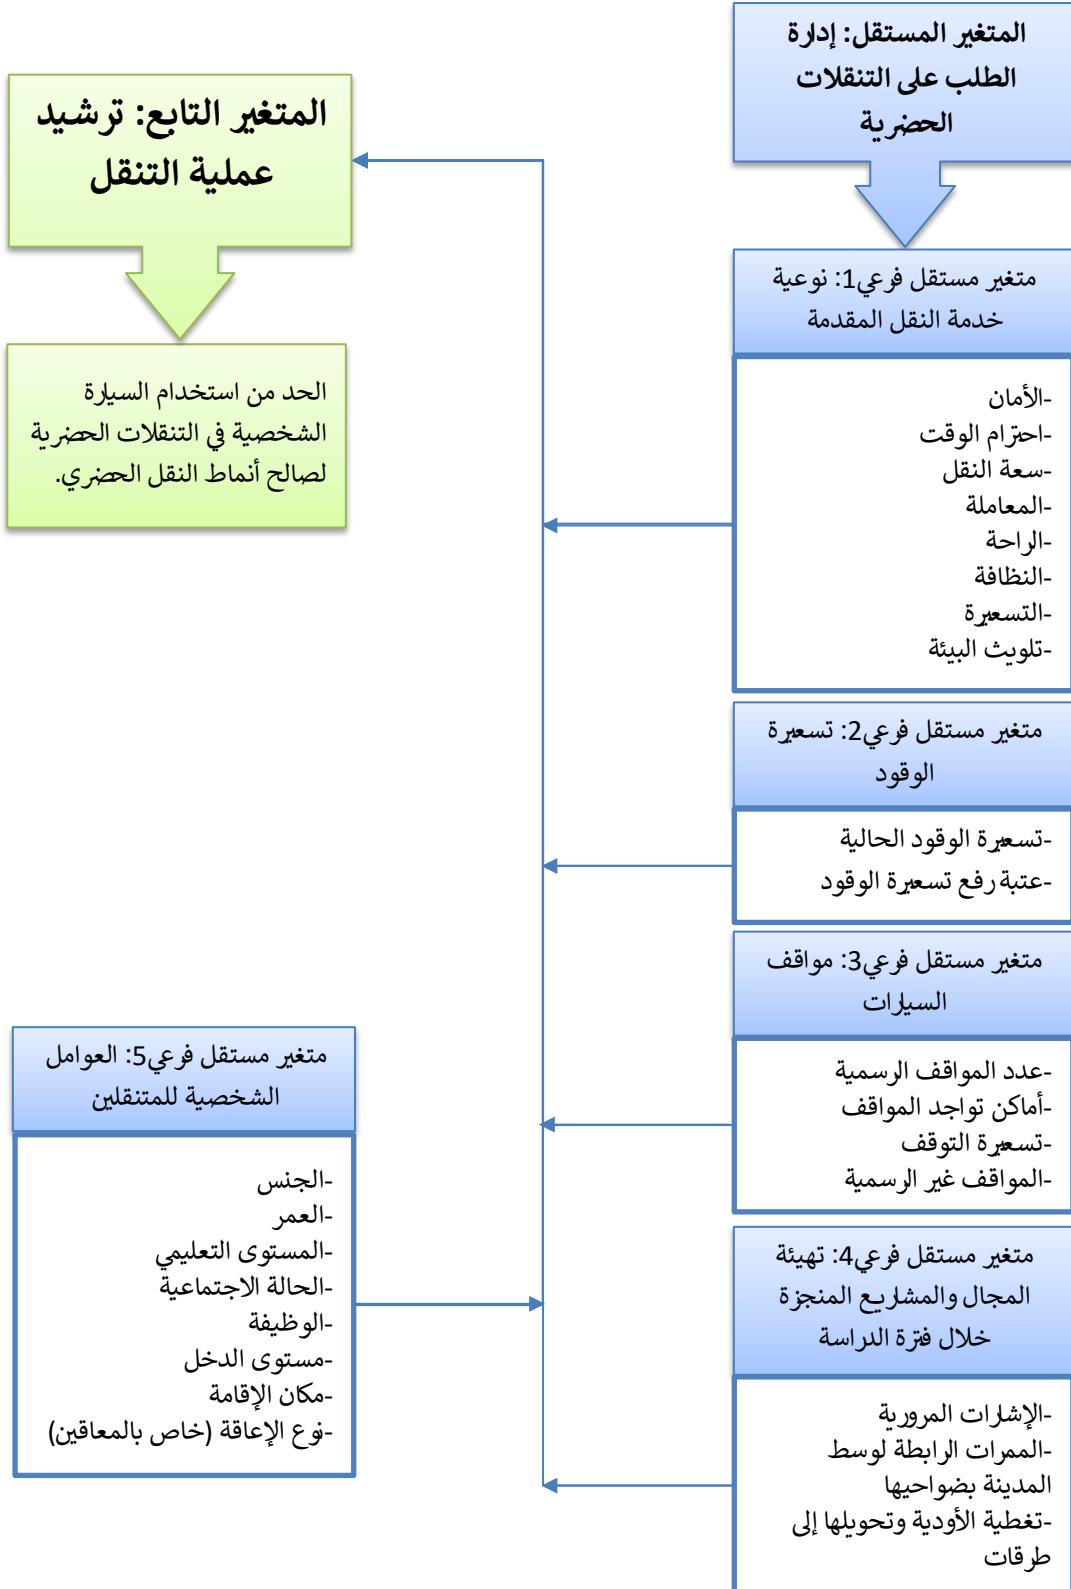 المتغير المستقل: إدارة
الطلب على التنقلات
الحضرية
المتغير التابع: ترشيد
عملية التنقل
متغير مستقل فرعي1: نوعية
خدمة النقل المقدمة
-الأمان
-احترام الوقت
-سعة النقل
-المعاملة
-الراحة
-النظافة
-التسعيرة
-تلويث البيئة
الحد من استخدام السيارة
الشخصية في التنقلات الحضرية
لصالح أنماط النقل الحضري.
متغير مستقل فرعي2: تسعيرة
الوقود
-تسعيرة الوقود الحالية
-عتبة رفع تسعيرة الوقود
متغير مستقل فرعي3: مواقف
السيارات
-عدد المواقف الرسمية
-أماكن تواجد المواقف
-تسعيرة التوقف
-المواقف غير الرسمية
متغير مستقل فرعي4: تهيئة
المجال والمشاريع المنجزة
خلال فترة الدراسة
-الإشارات المرورية
-الممرات الرابطة لوسط
المدينة بضواحيها
-تغطية الأودية وتحويلها إلى
طرقات
متغير مستقل فرعي5: العوامل
الشخصية للمتنقلين
-الجنس
-العمر
-المستوى التعليمي
-الحالة الاجتماعية
-الوظيفة
-مستوى الدخل
-مكان الإقامة
-نوع الإعاقة (خاص بالمعاقين)